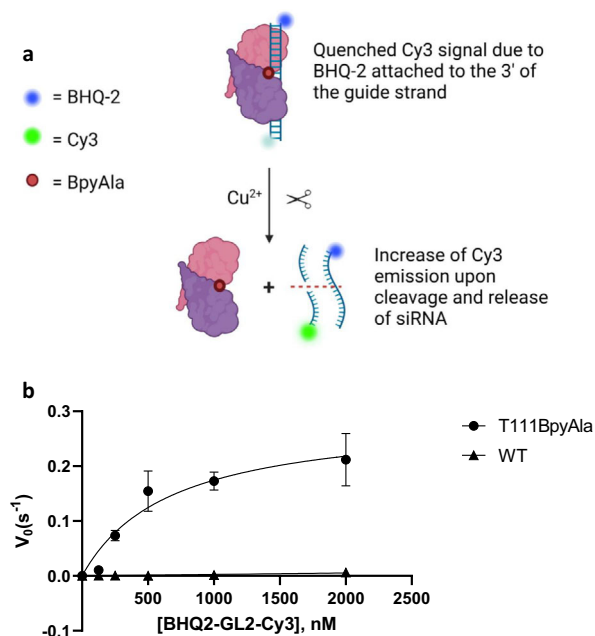 a
Quenched Cy3 signal due to
BHQ-2 attached to the 3' of
the guide strand
= BHQ-2
= Cy3
= BpyAla
Cu²⁺
+
Increase of Cy3
emission upon
cleavage and release
of siRNA
b
0.3
0.2
0.1
0.0
-0.1
V₀(s⁻¹)
500
1000
1500
2000
2500
[BHQ2-GL2-Cy3], nM
T111BpyAla
WT